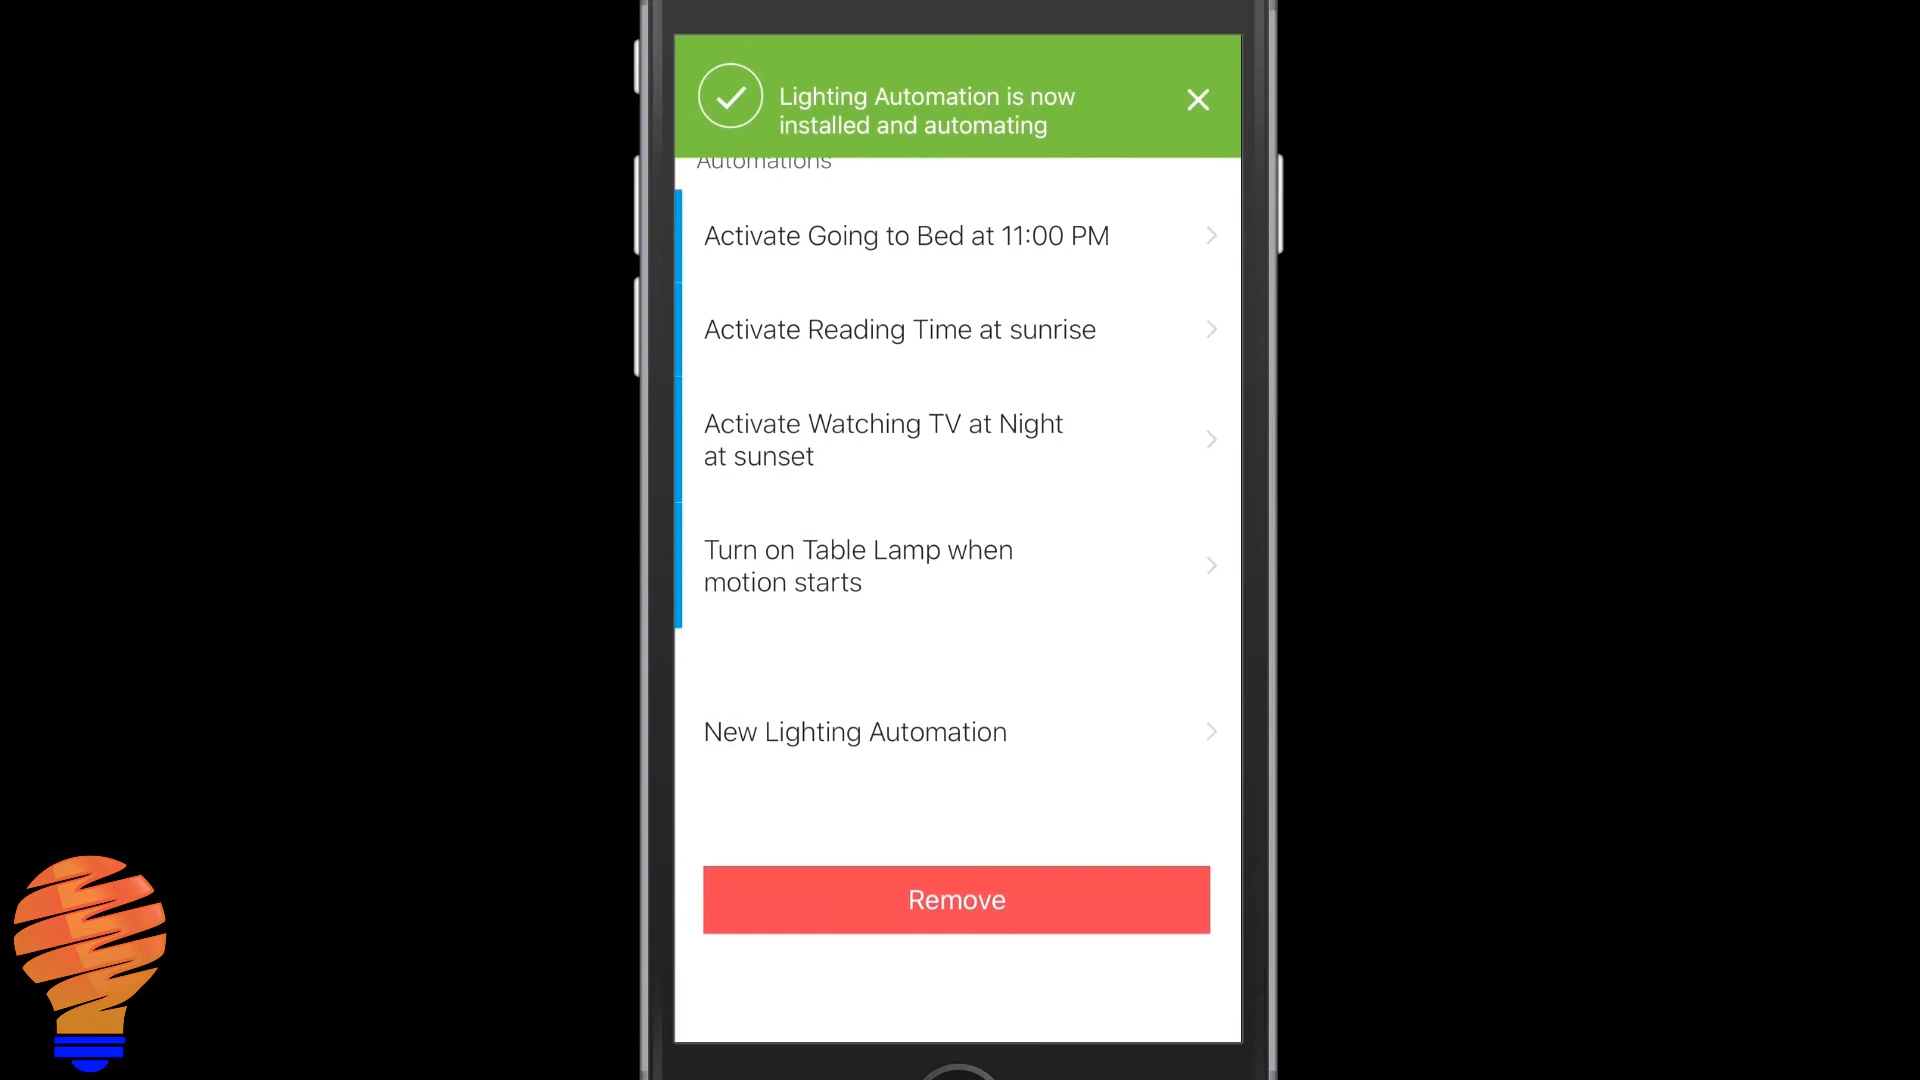 Lighting Automation is now
installed and automating
Automations
Activate Going to Bed at 11:00 PM
Activate Reading Time at sunrise
Activate Watching TV at Night
at sunset
Turn on Table Lamp when
motion starts
New Lighting Automation
Remove